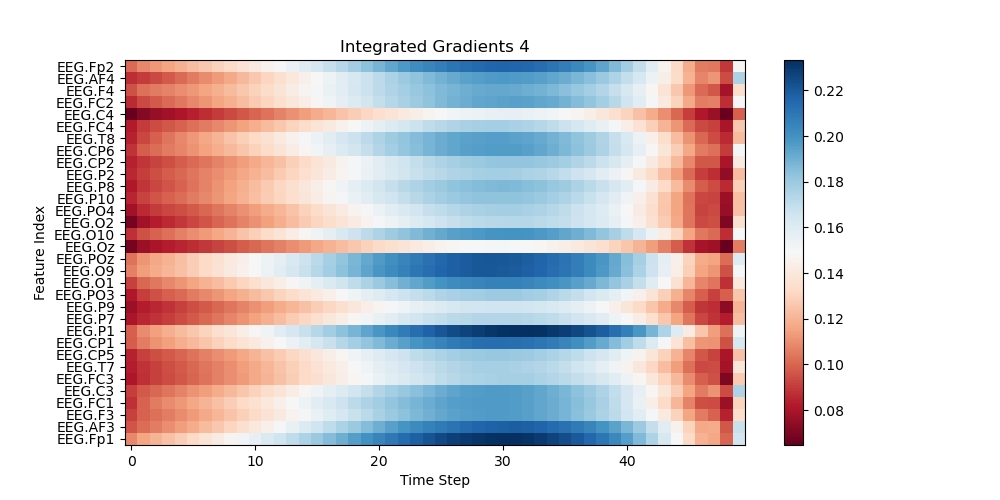 Integrated Gradients 4
Feature Index
EEG.Fp2
EEG.AF4
EEG.F4
EEG.FC2
EEG.C4
EEG.FC4
EEG.T8
EEG.CP6
EEG.CP2
EEG.P2
EEG.P8
EEG.P10
EEG.PO4
EEG.O2
EEG.O10
EEG.Oz
EEG.POz
EEG.O9
EEG.O1
EEG.PO3
EEG.P9
EEG.P7
EEG.P1
EEG.CP1
EEG.CP5
EEG.T7
EEG.FC3
EEG.C3
EEG.FC1
EEG.F3
EEG.AF3
EEG.Fp1
0 10 20 30 40
Time Step
0.22
0.20
0.18
0.16
0.14
0.12
0.10
0.08